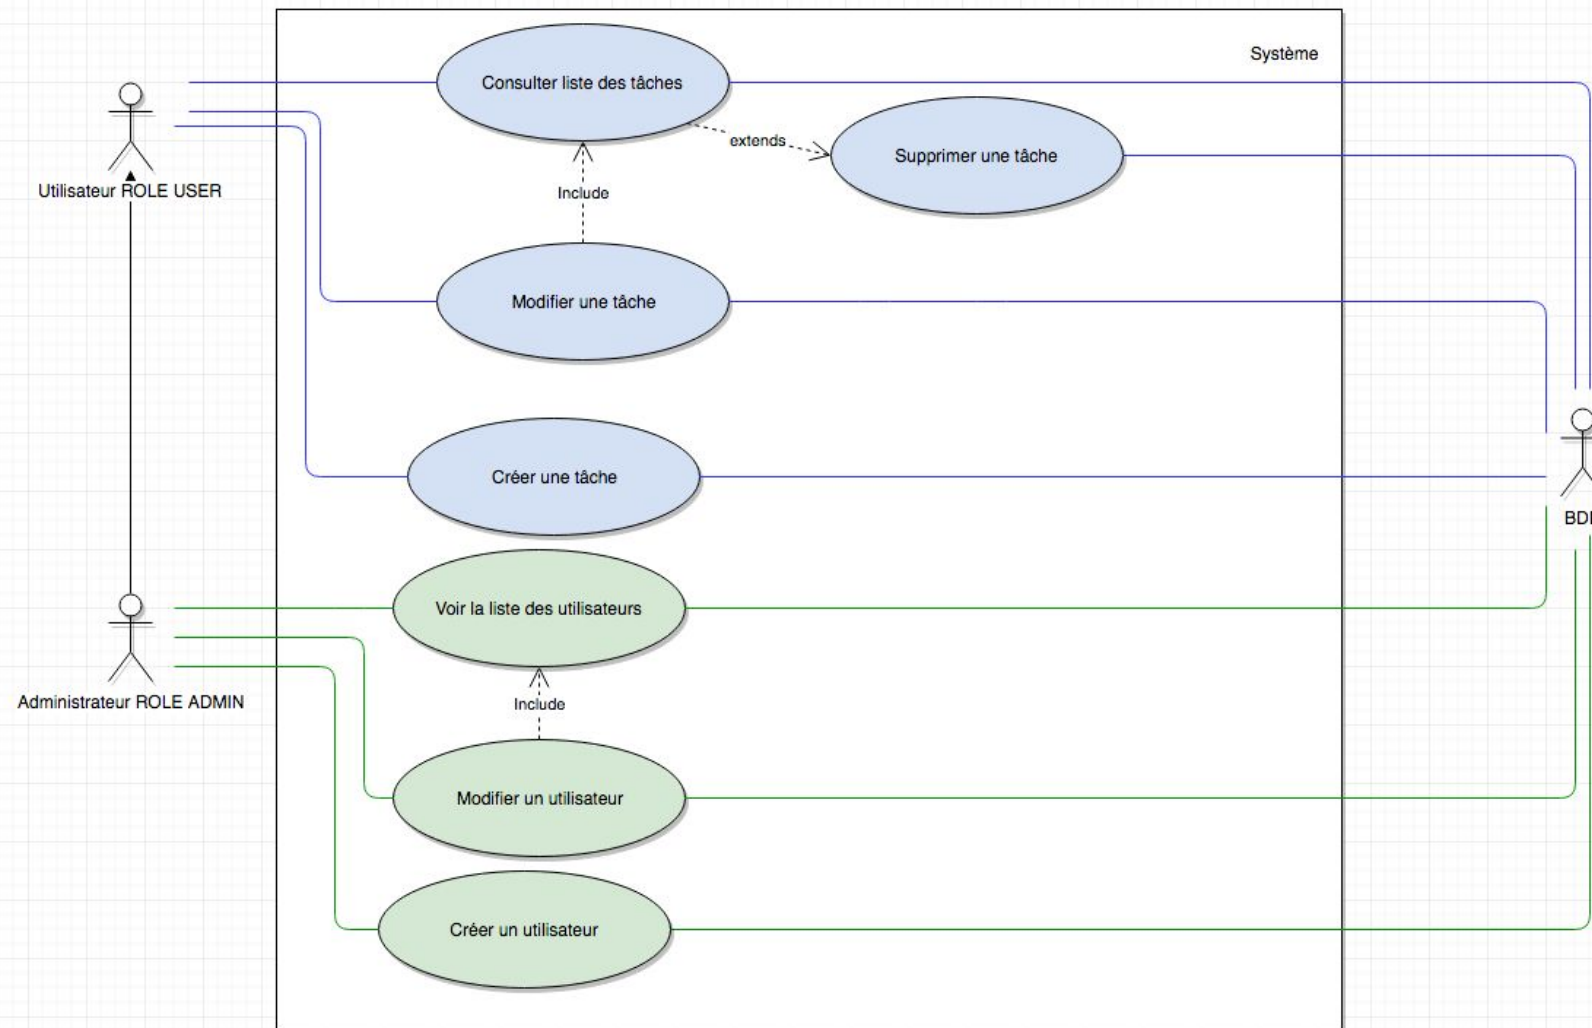 Système
Consulter liste des tâches
extends
Supprimer une tâche
Utilisateur ROLE USER
Include
Modifier une tâche
Créer une tâche
Voir la liste des utilisateurs
Administrateur ROLE ADMIN
Include
Modifier un utilisateur
Créer un utilisateur